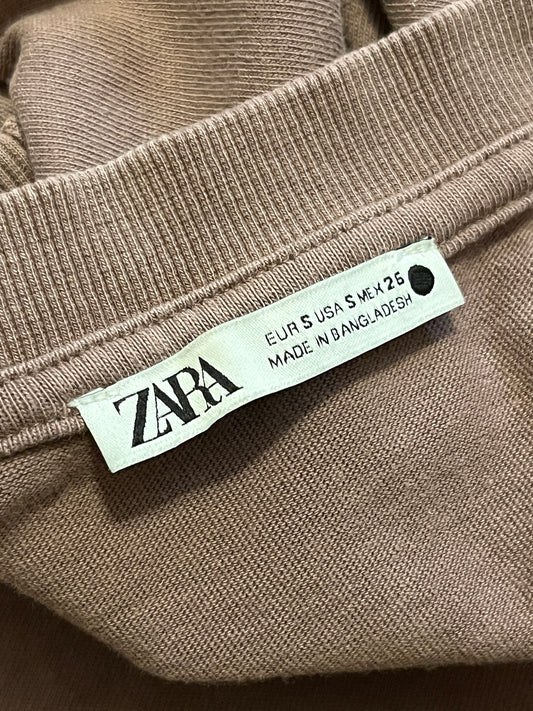 ZARA
EUR S USA S MEX 26
MADE IN BANGLADESH